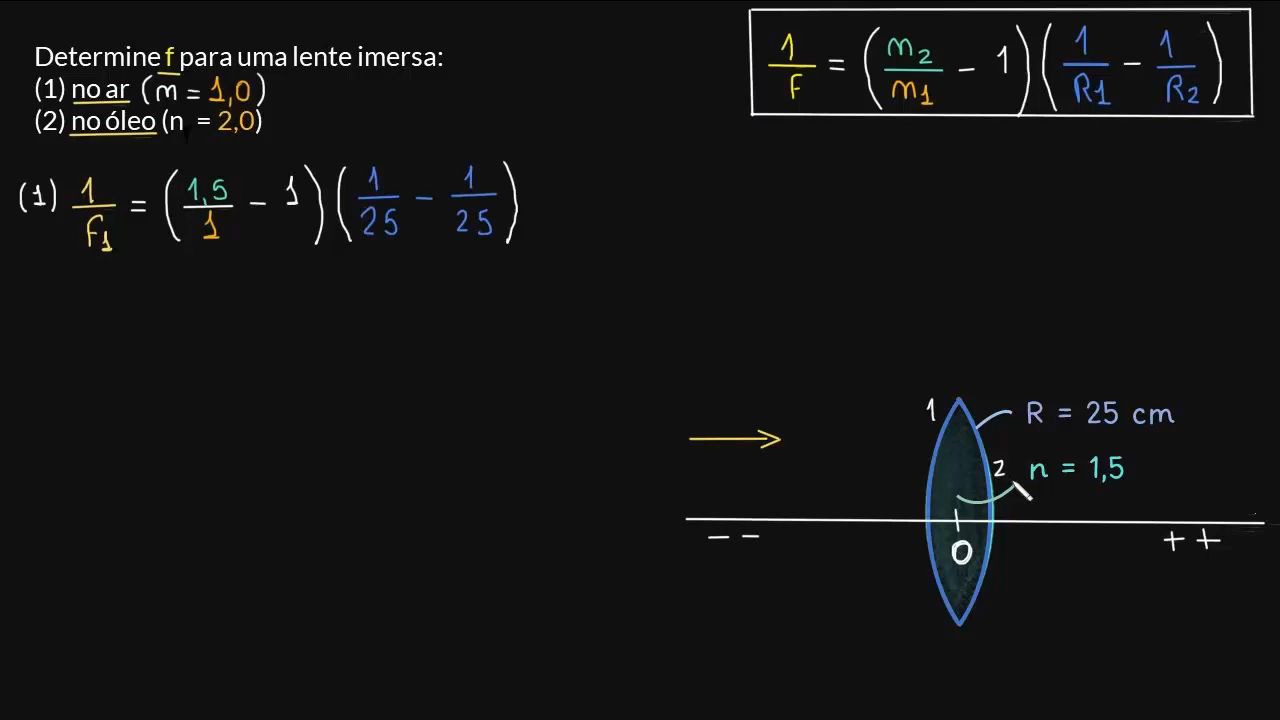 Determine f para uma lente imersa:
(1) no ar (n = 1,0)
(2) no óleo (n = 2,0)
1/F = (n2/n1 - 1) (1/R1 - 1/R2)
(1) 1/F1 = (1,5/1 - 1) (1/25 - 1/25)
1
R = 25 cm
2
n = 1,5
- -
0
+ +